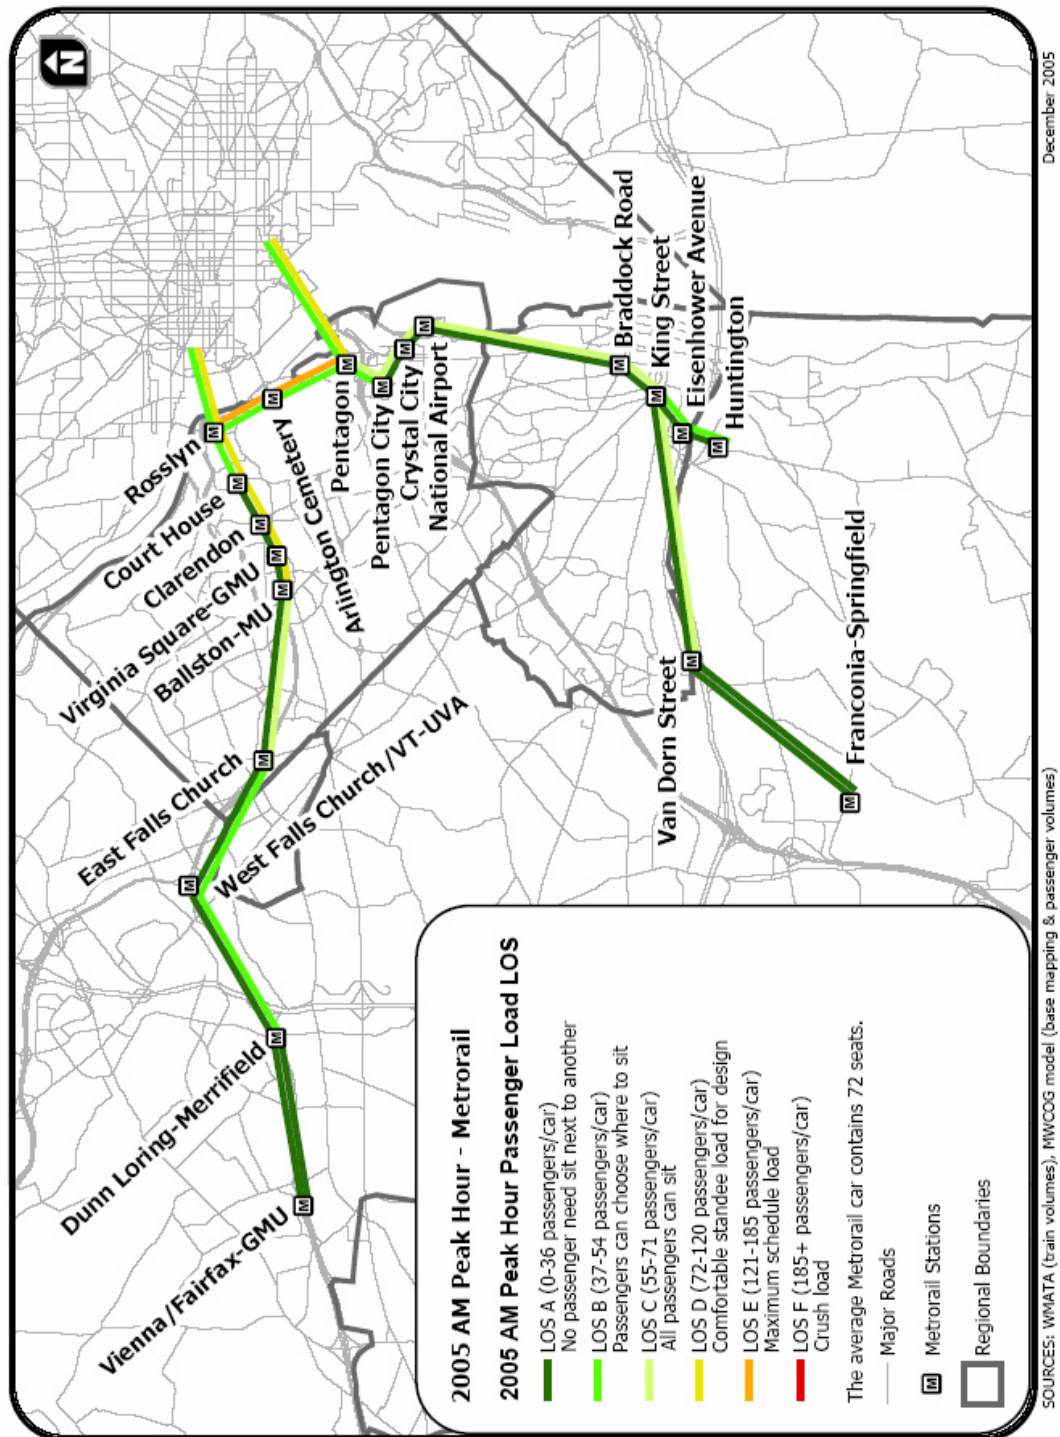 N
Rosslyn
Court House
Clarendon
Virginia Square-GMU
Ballston-MU
East Falls Church
West Falls Church/VT-UVA
Dunn Loring-Merrifield
Vienna/Fairfax-GMU
Arlington Cemetery
Pentagon
Pentagon City
Crystal City
National Airport
Braddock Road
King Street
Eisenhower Avenue
Huntington
Van Dorn Street
Franconia-Springfield
2005 AM Peak Hour - Metrorail
2005 AM Peak Hour Passenger Load LOS
LOS A (0-36 passengers/car)
No passenger need sit next to another
LOS B (37-54 passengers/car)
Passengers can choose where to sit
LOS C (55-71 passengers/car)
All passengers can sit
LOS D (72-120 passengers/car)
Comfortable standee load for design
LOS E (121-185 passengers/car)
Maximum schedule load
LOS F (185+ passengers/car)
Crush load
The average Metrorail car contains 72 seats.
Major Roads
M Metrorail Stations
Regional Boundaries
SOURCES: WMATA (train volumes), MWCOG model (base mapping & passenger volumes)
December 2005